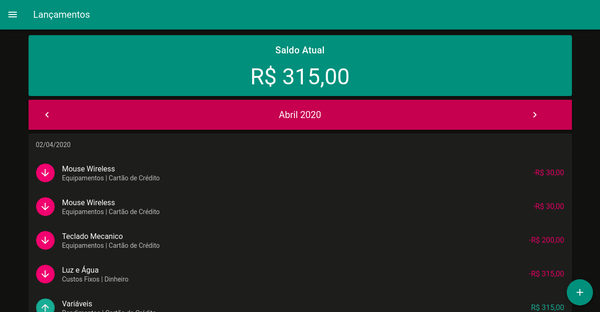 Lançamentos
Saldo Atual
R$ 315,00
Abril 2020
02/04/2020
Mouse Wireless
-R$ 30,00
Equipamentos | Cartão de Crédito
Mouse Wireless
-R$ 30,00
Equipamentos | Cartão de Crédito
Teclado Mecanico
-R$ 200,00
Equipamentos | Cartão de Crédito
Luz e Água
-R$ 315,00
Custos Fixos | Dinheiro
Variáveis
R$ 315,00